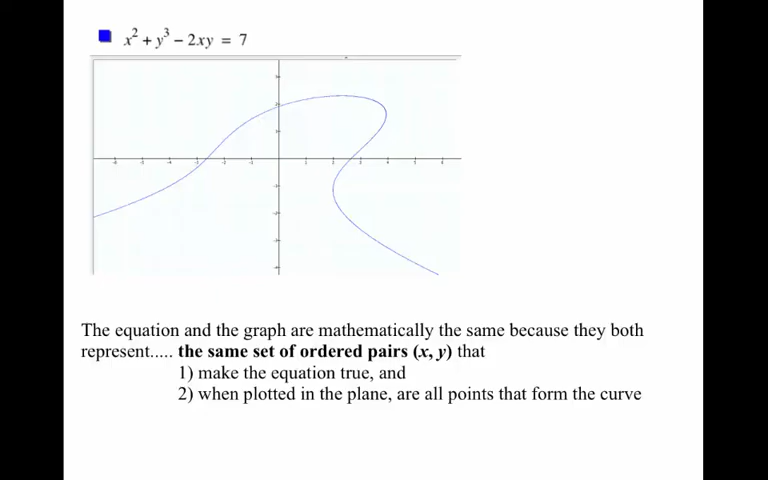 x² + y³ − 2xy = 7
The equation and the graph are mathematically the same because they both
represent..... the same set of ordered pairs (x, y) that
1) make the equation true, and
2) when plotted in the plane, are all points that form the curve